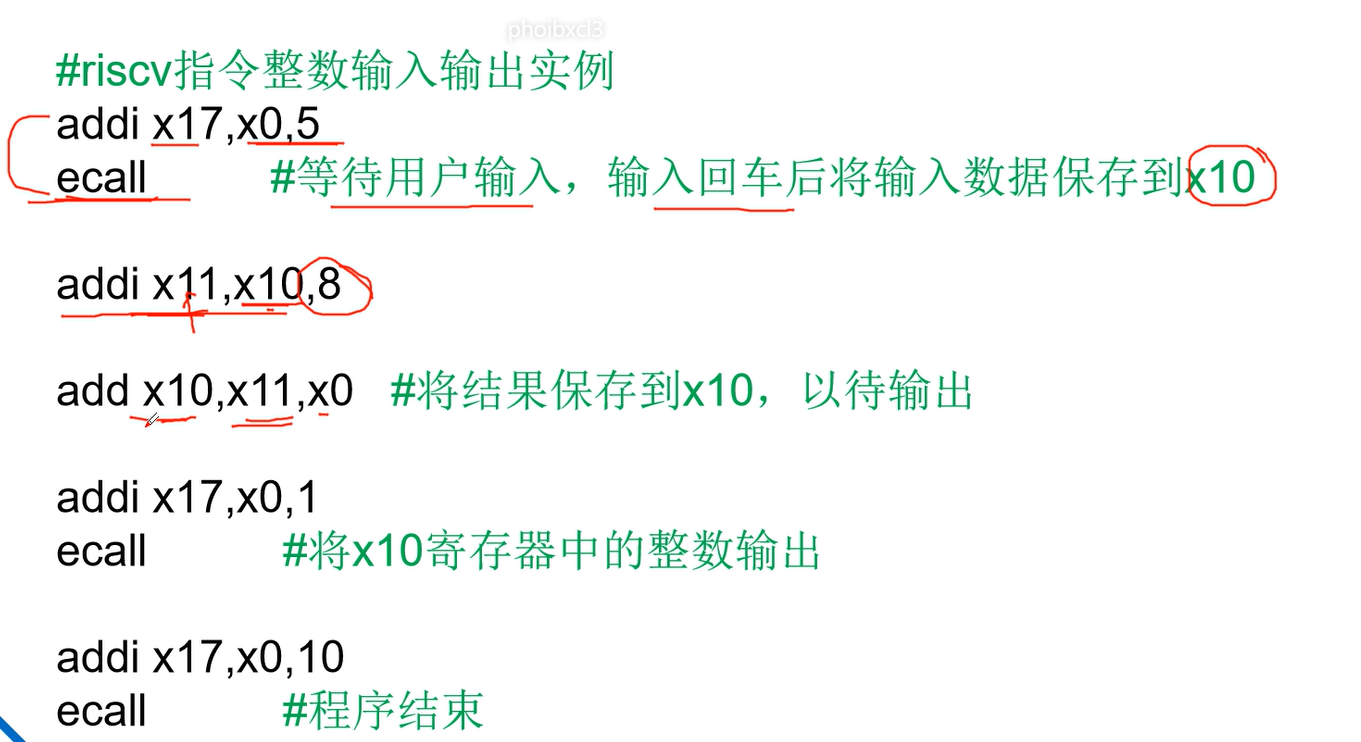 phoibxcl3
#riscv指令整数输入输出实例
addi x17,x0,5
ecall #等待用户输入，输入回车后将输入数据保存到x10
addi x11,x10,8
add x10,x11,x0 #将结果保存到x10，以待输出
addi x17,x0,1
ecall #将x10寄存器中的整数输出
addi x17,x0,10
ecall #程序结束